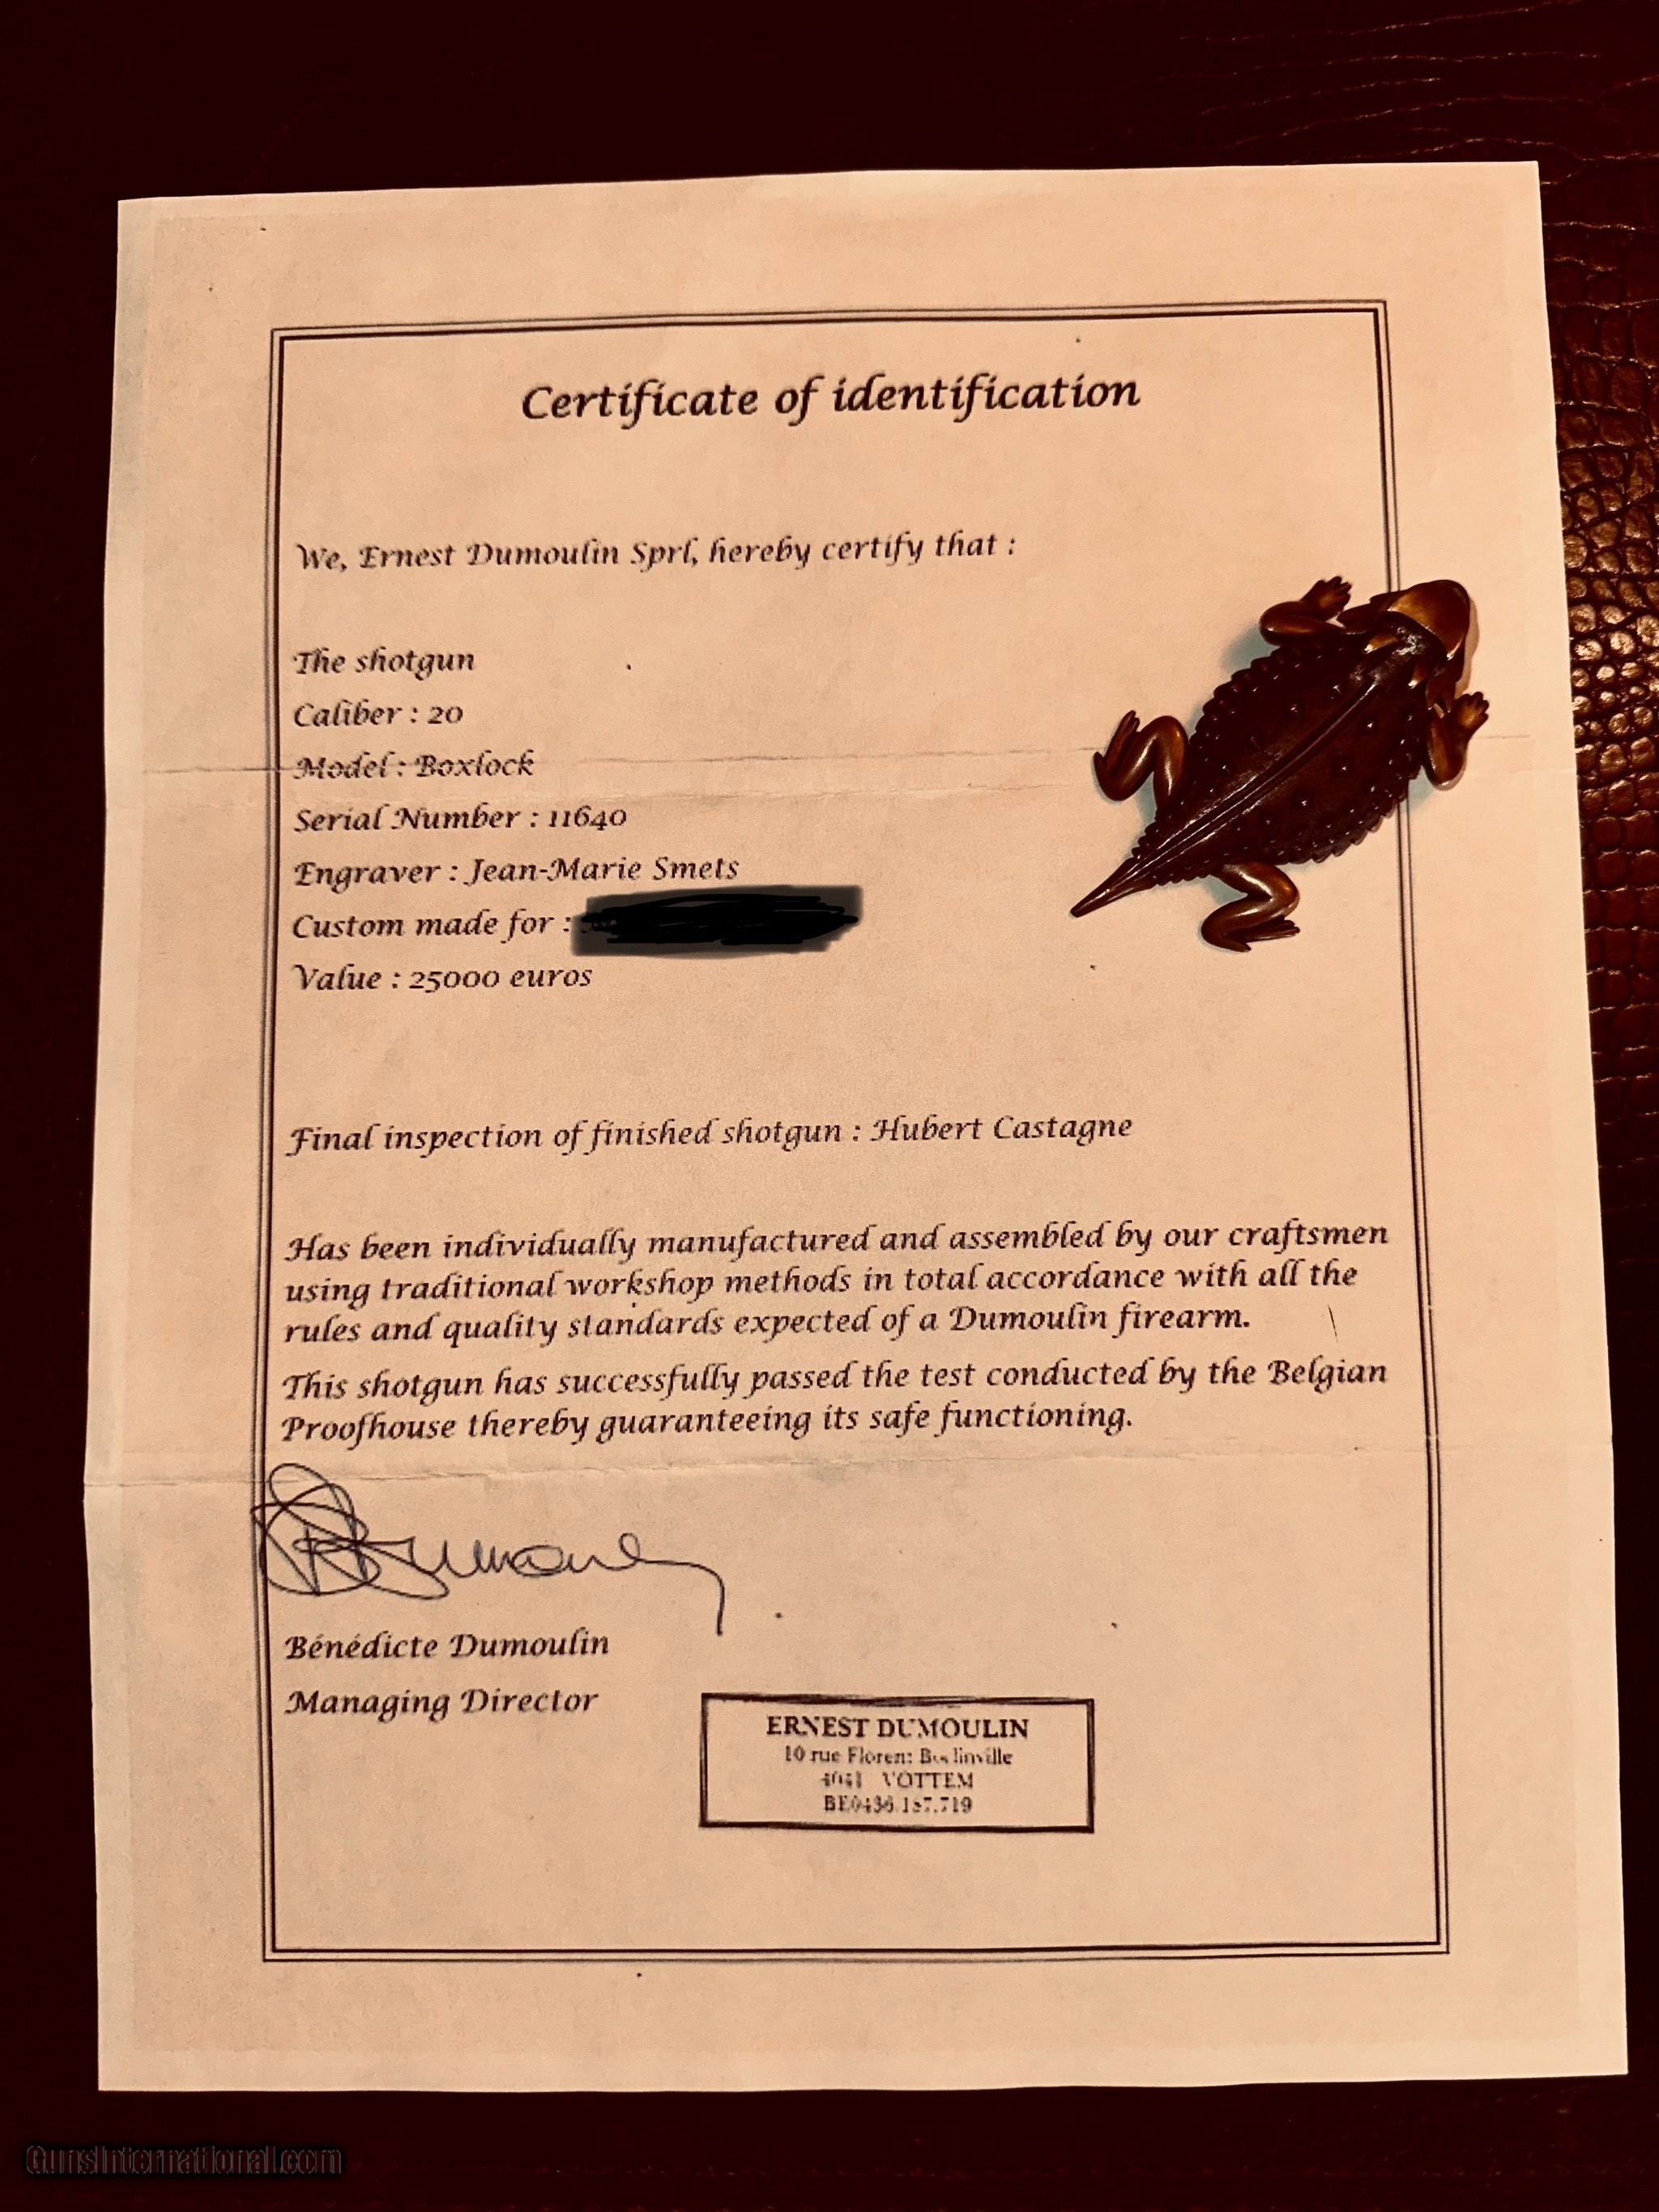 Certificate of identification
We, Ernest Dumoulin Sprl, hereby certify that :
The shotgun
Caliber : 20
Model : Boxlock
Serial Number : 11640
Engraver : Jean-Marie Smets
Custom made for :
Value : 25000 euros
Final inspection of finished shotgun : Hubert Castagne
Has been individually manufactured and assembled by our craftsmen
using traditional workshop methods in total accordance with all the
rules and quality standards expected of a Dumoulin firearm.
This shotgun has successfully passed the test conducted by the Belgian
Proofhouse thereby guaranteeing its safe functioning.
Bénédicte Dumoulin
Managing Director
ERNEST DUMOULIN
10 rue Florent
4041 VOTTEM
GunsInternational.com